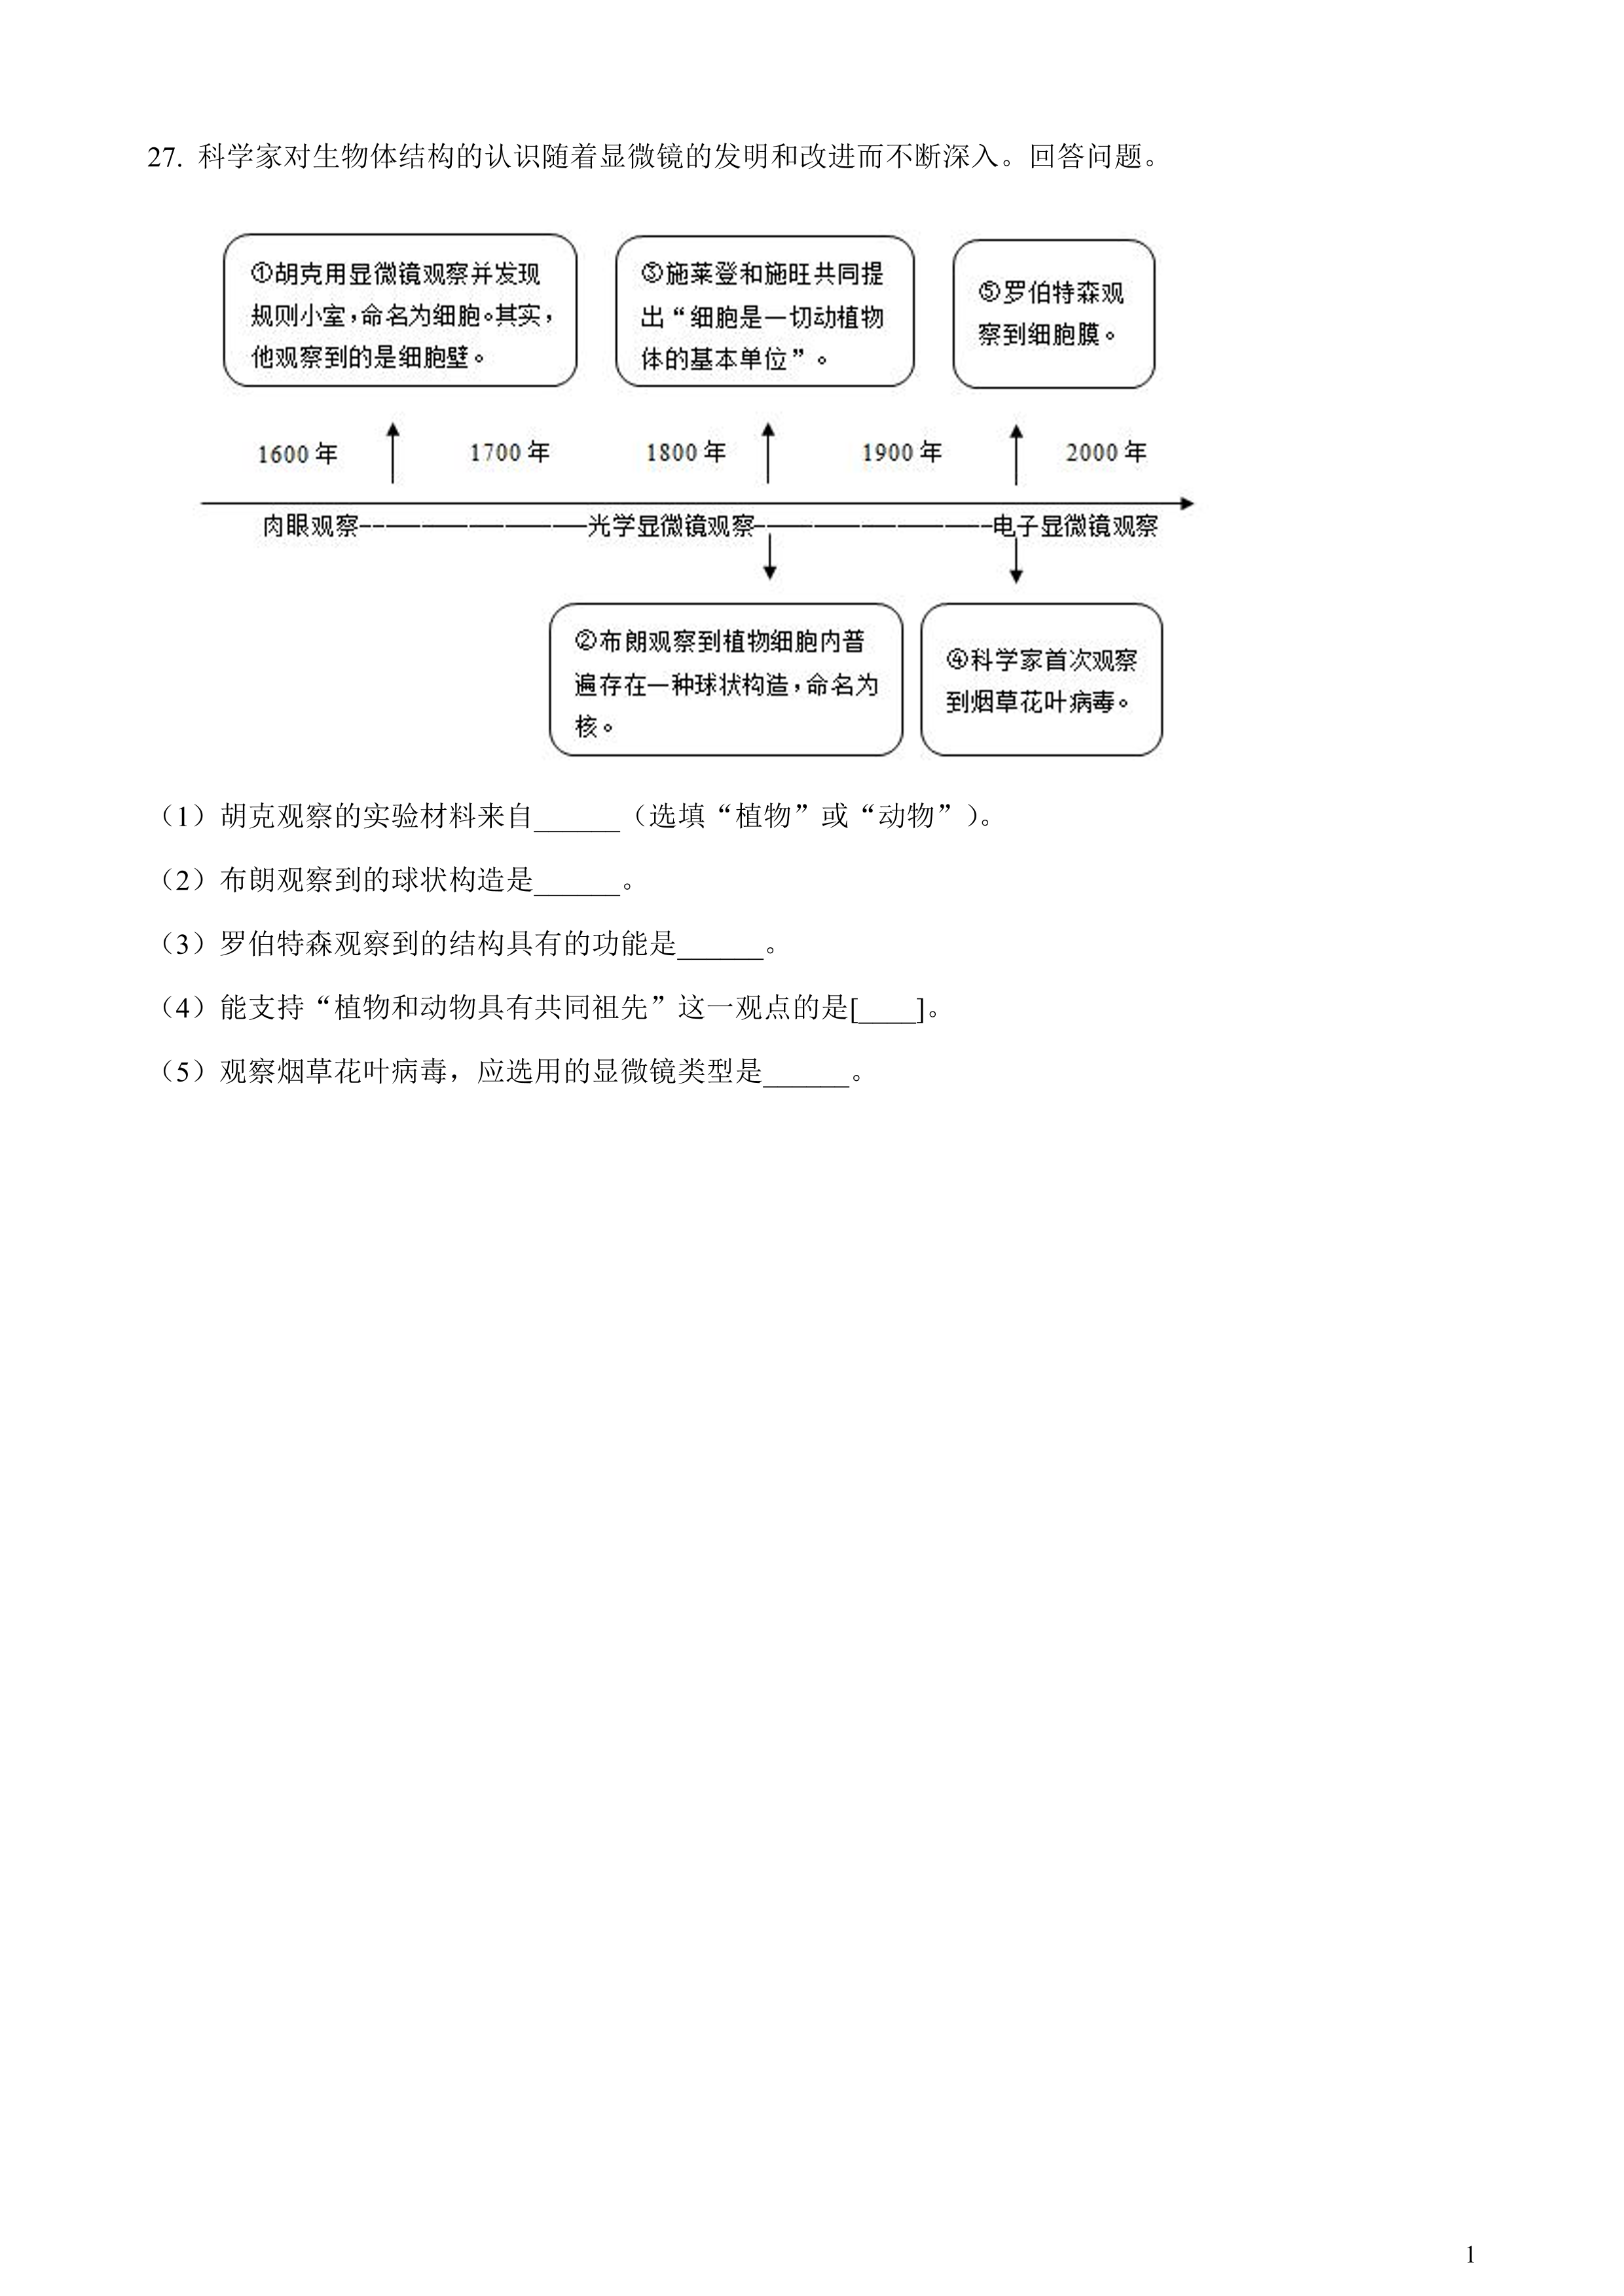 27. 科学家对生物体结构的认识随着显微镜的发明和改进而不断深入。回答问题。
①胡克用显微镜观察并发现
规则小室，命名为细胞。其实，
他观察到的是细胞壁。
③施莱登和施旺共同提
出“细胞是一切动植物
体的基本单位”。
⑤罗伯特森观
察到细胞膜。
1600 年 1700 年 1800 年 1900 年 2000 年
肉眼观察----------光学显微镜观察----------电子显微镜观察
②布朗观察到植物细胞内普
遍存在一种球状构造，命名为
核。
④科学家首次观察
到烟草花叶病毒。
（1）胡克观察的实验材料来自______（选填“植物”或“动物”）。
（2）布朗观察到的球状构造是______。
（3）罗伯特森观察到的结构具有的功能是______。
（4）能支持“植物和动物具有共同祖先”这一观点的是[____]。
（5）观察烟草花叶病毒，应选用的显微镜类型是______。
1